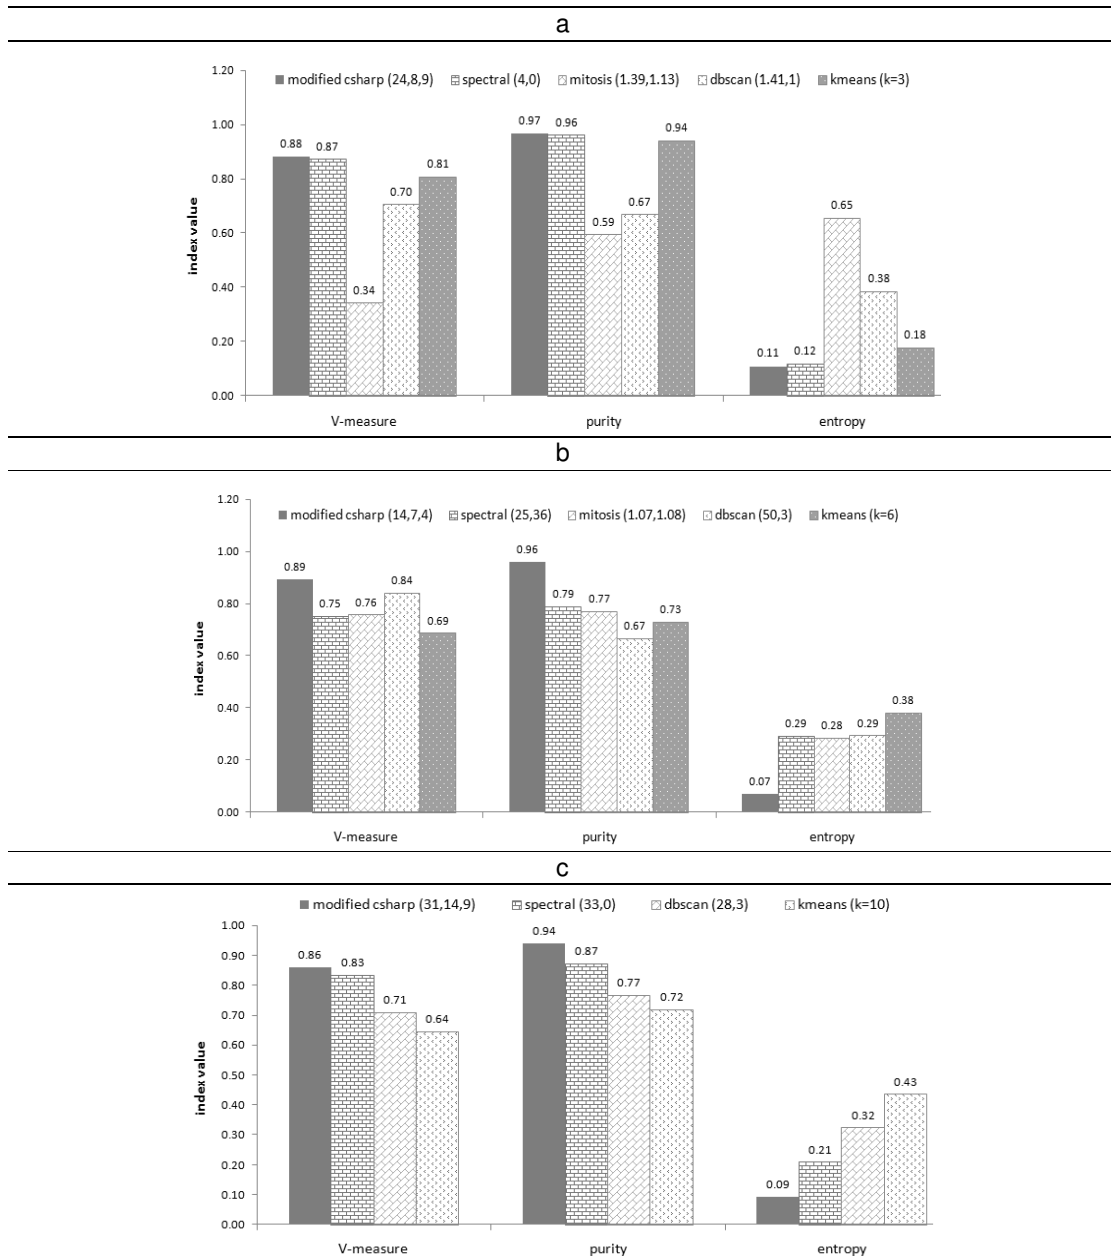 a
modified csharp (24,8,9) spectral (4,0) mitosis (1.39,1.13) dbscan (1.41,1) kmeans (k=3)
index value
1.20
1.00
0.80
0.60
0.40
0.20
0.00
0.88 0.87 0.34 0.70 0.81
0.97 0.96 0.59 0.67 0.94
0.11 0.12 0.65 0.38 0.18
V-measure purity entropy
b
modified csharp (14,7,4) spectral (25,36) mitosis (1.07,1.08) dbscan (50,3) kmeans (k=6)
index value
1.20
1.00
0.80
0.60
0.40
0.20
0.00
0.89 0.75 0.76 0.84 0.69
0.96 0.79 0.77 0.67 0.73
0.07 0.29 0.28 0.29 0.38
V-measure purity entropy
c
modified csharp (31,14,9) spectral (33,0) dbscan (28,3) kmeans (k=10)
index value
1.00
0.90
0.80
0.70
0.60
0.50
0.40
0.30
0.20
0.10
0.00
0.86 0.83 0.71 0.64
0.94 0.87 0.77 0.72
0.09 0.21 0.32 0.43
V-measure purity entropy